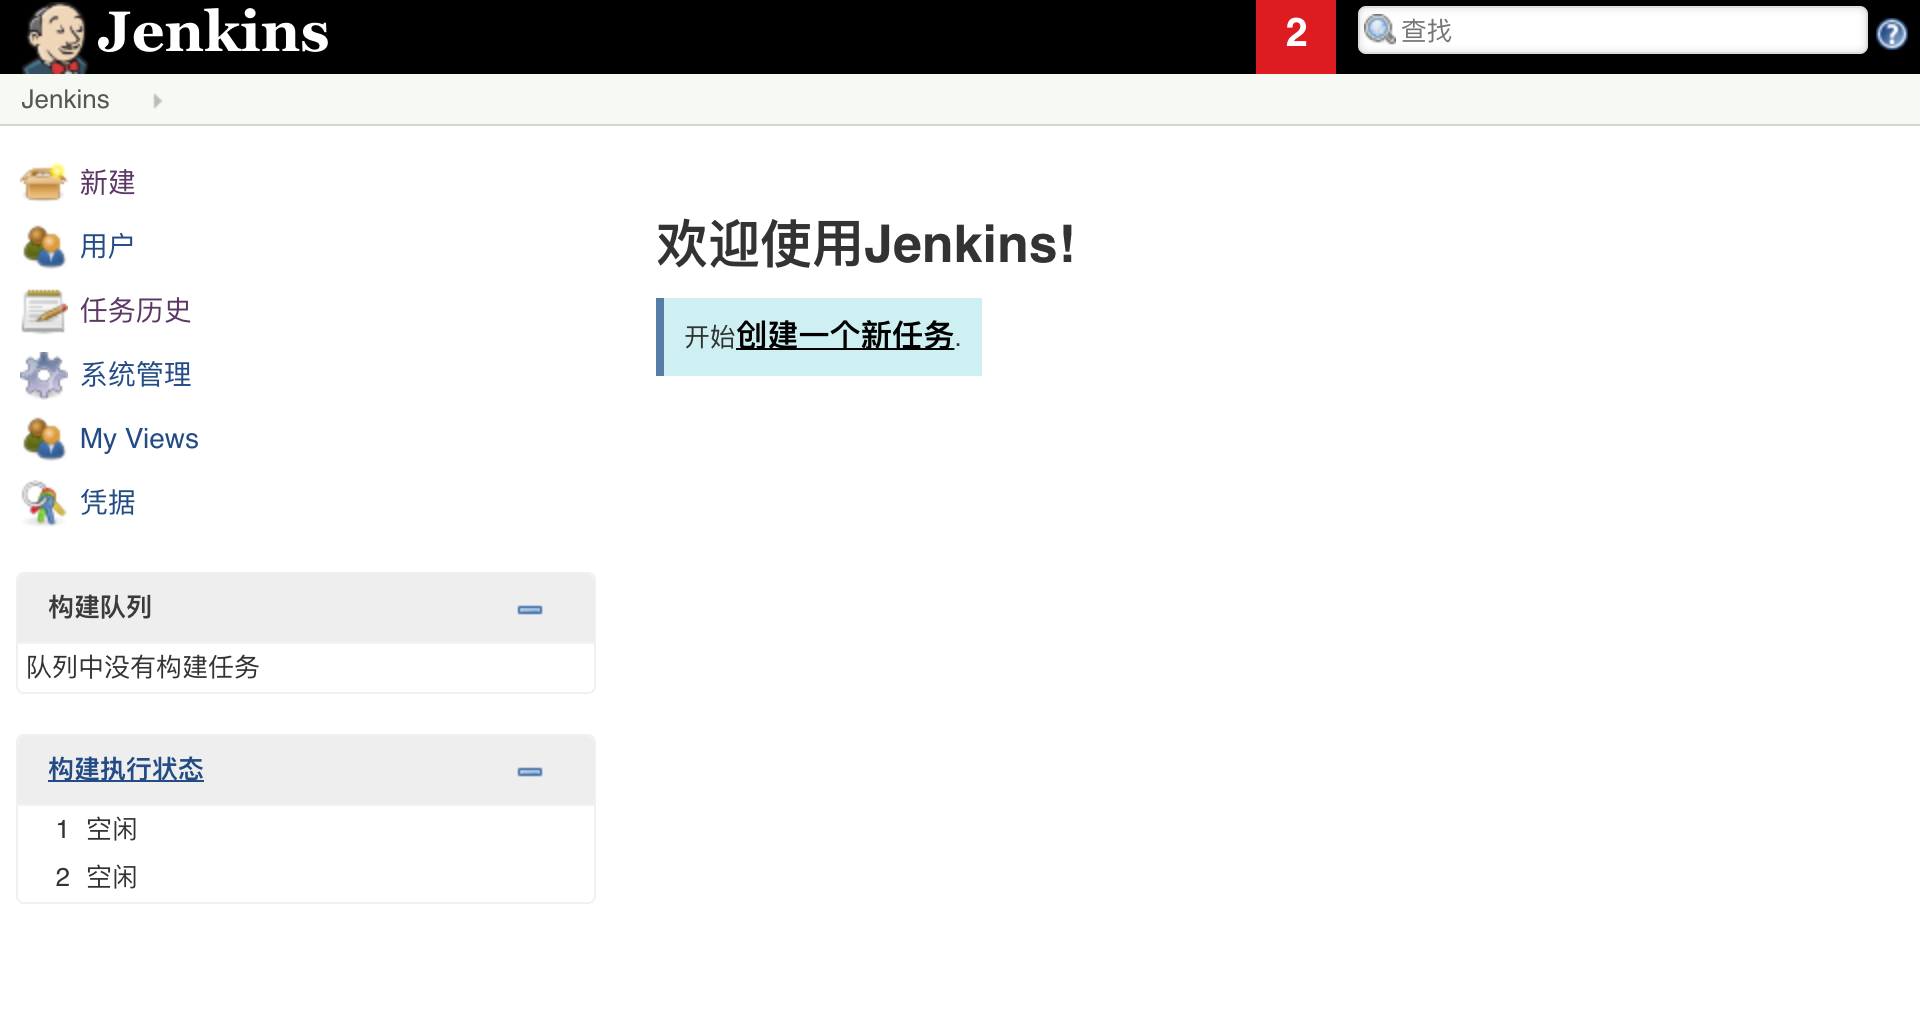 Jenkins
2
查找
?
Jenkins
新建
用户
任务历史
系统管理
My Views
凭据
构建队列
队列中没有构建任务
构建执行状态
1 空闲
2 空闲
欢迎使用Jenkins!
开始创建一个新任务.